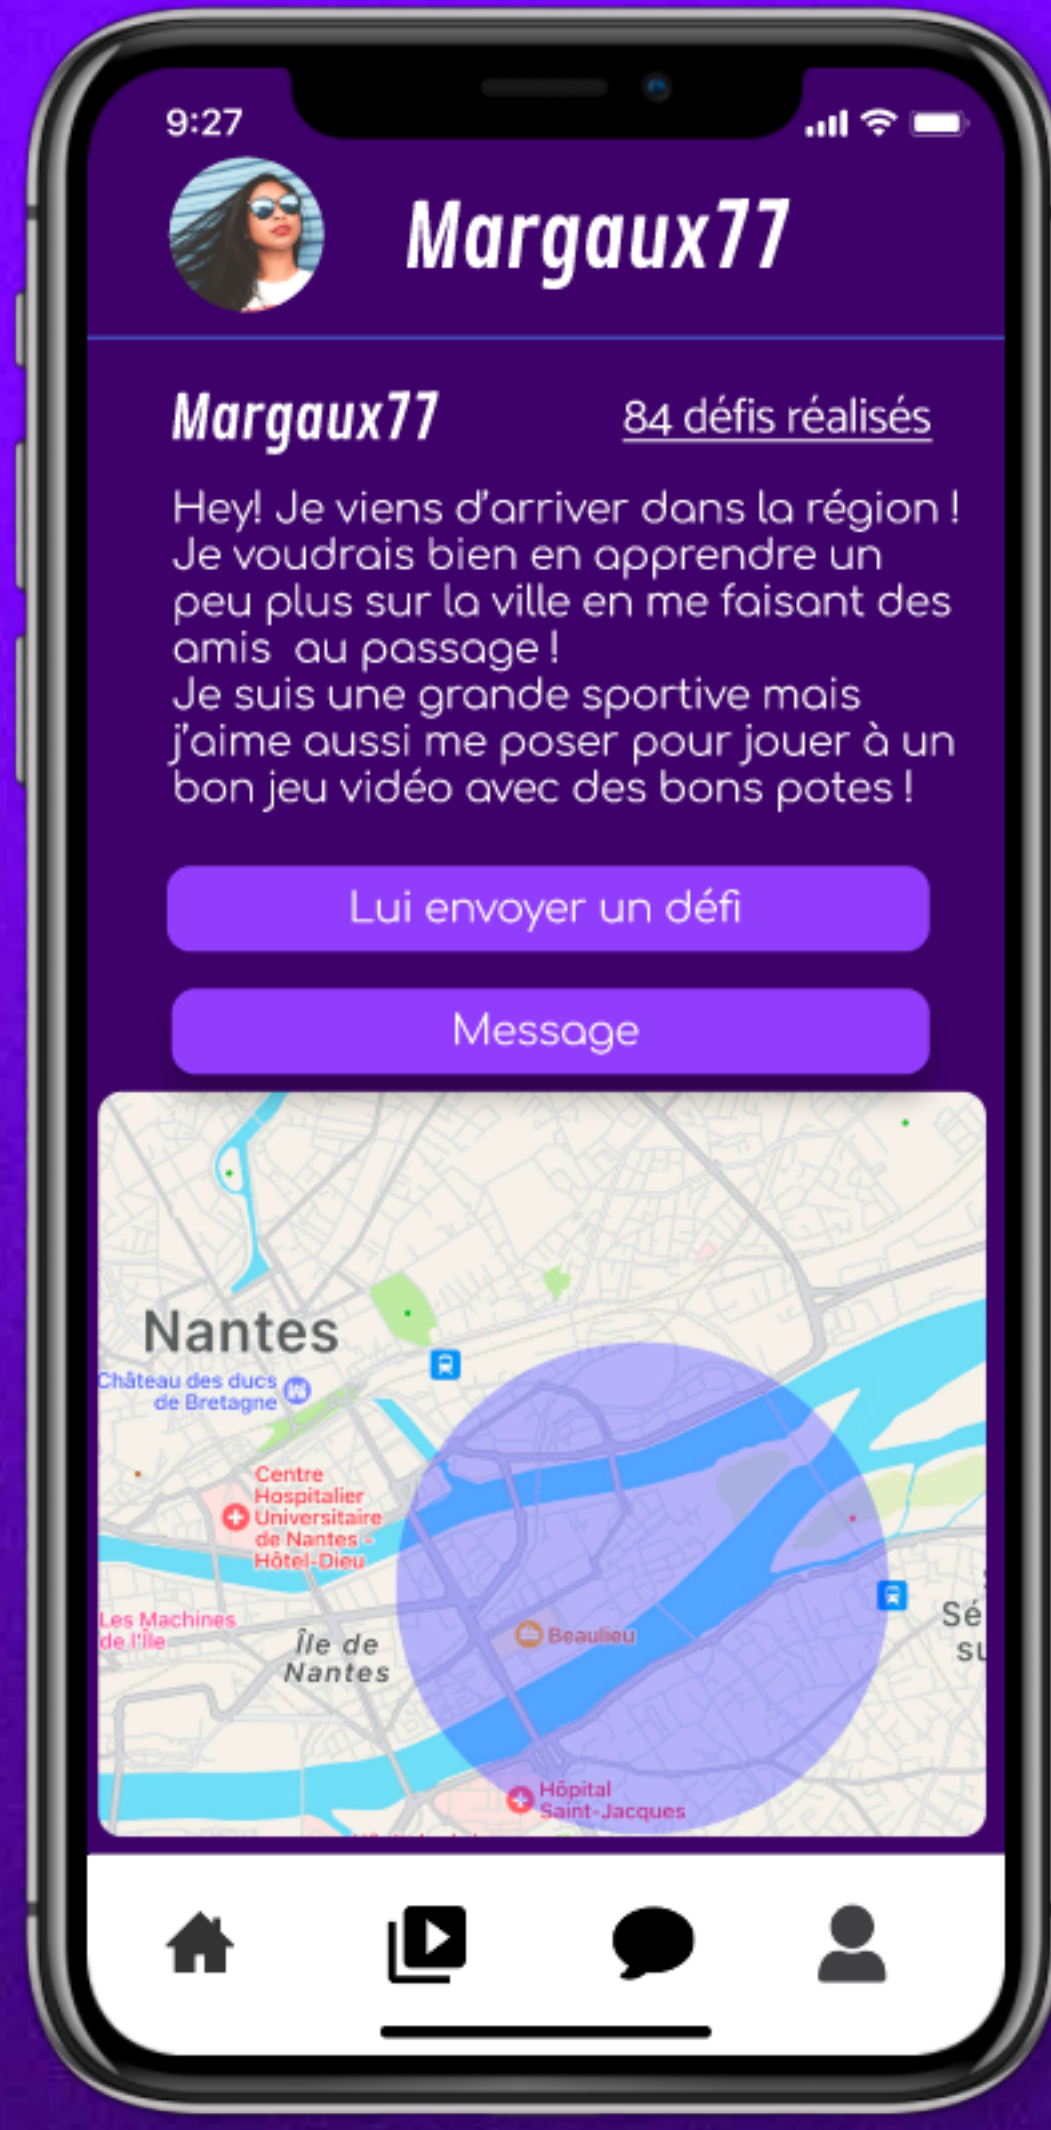 9:27
Margaux77
Margaux77
84 défis réalisés
Hey! Je viens d'arriver dans la région !
Je voudrais bien en apprendre un
peu plus sur la ville en me faisant des
amis  au passage !
Je suis une grande sportive mais
j'aime aussi me poser pour jouer à un
bon jeu vidéo avec des bons potes !
Lui envoyer un défi
Message
Nantes
Château des ducs
de Bretagne
Centre
Hospitalier
Universitaire
de Nantes -
Hôtel-Dieu
Les Machines
de l'Île
Île de
Nantes
Beaulieu
Sé
su
Hôpital
Saint-Jacques